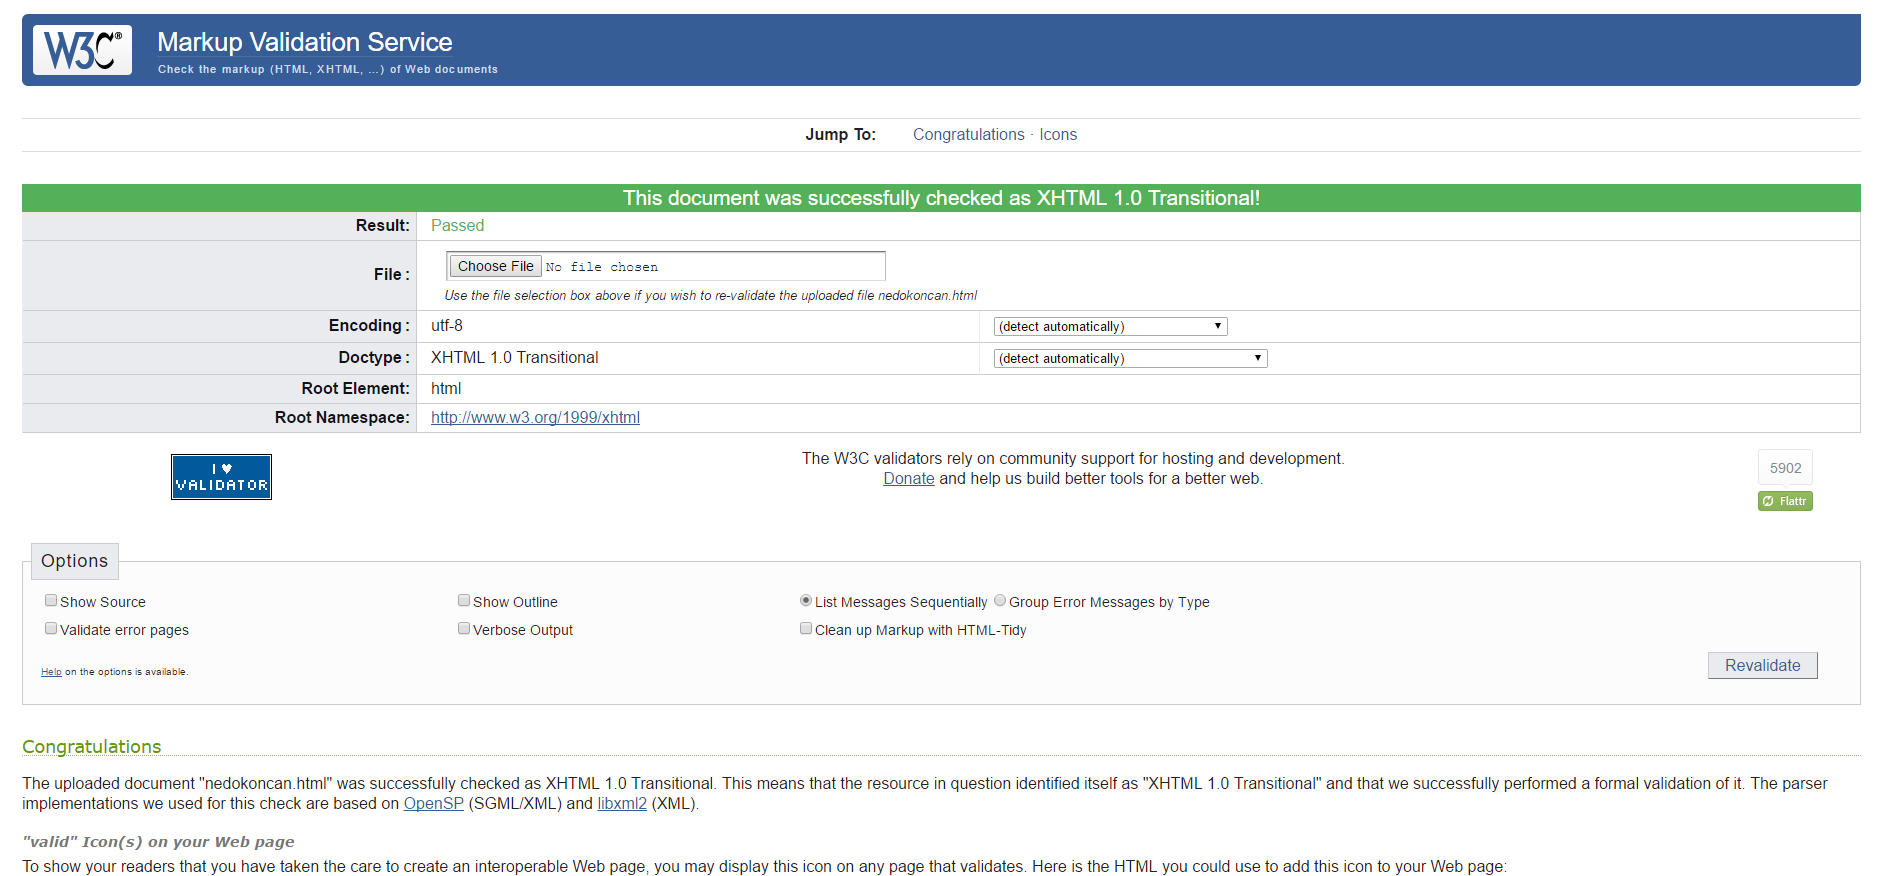 W3C®
Markup Validation Service
Check the markup (HTML, XHTML, ...) of Web documents
Jump To: Congratulations · Icons
This document was successfully checked as XHTML 1.0 Transitional!
Result: Passed
File : Choose File No file chosen
Use the file selection box above if you wish to re-validate the uploaded file nedokoncan.html
Encoding : utf-8 (detect automatically)
Doctype : XHTML 1.0 Transitional (detect automatically)
Root Element: html
Root Namespace: http://www.w3.org/1999/xhtml
I ♥
VALIDATOR
The W3C validators rely on community support for hosting and development.
Donate and help us build better tools for a better web.
5902
Flattr
Options
Show Source Show Outline List Messages Sequentially Group Error Messages by Type
Validate error pages Verbose Output Clean up Markup with HTML-Tidy
Help on the options is available.
Revalidate
Congratulations
The uploaded document "nedokoncan.html" was successfully checked as XHTML 1.0 Transitional. This means that the resource in question identified itself as "XHTML 1.0 Transitional" and that we successfully performed a formal validation of it. The parser
implementations we used for this check are based on OpenSP (SGML/XML) and libxml2 (XML).
"valid" Icon(s) on your Web page
To show your readers that you have taken the care to create an interoperable Web page, you may display this icon on any page that validates. Here is the HTML you could use to add this icon to your Web page: